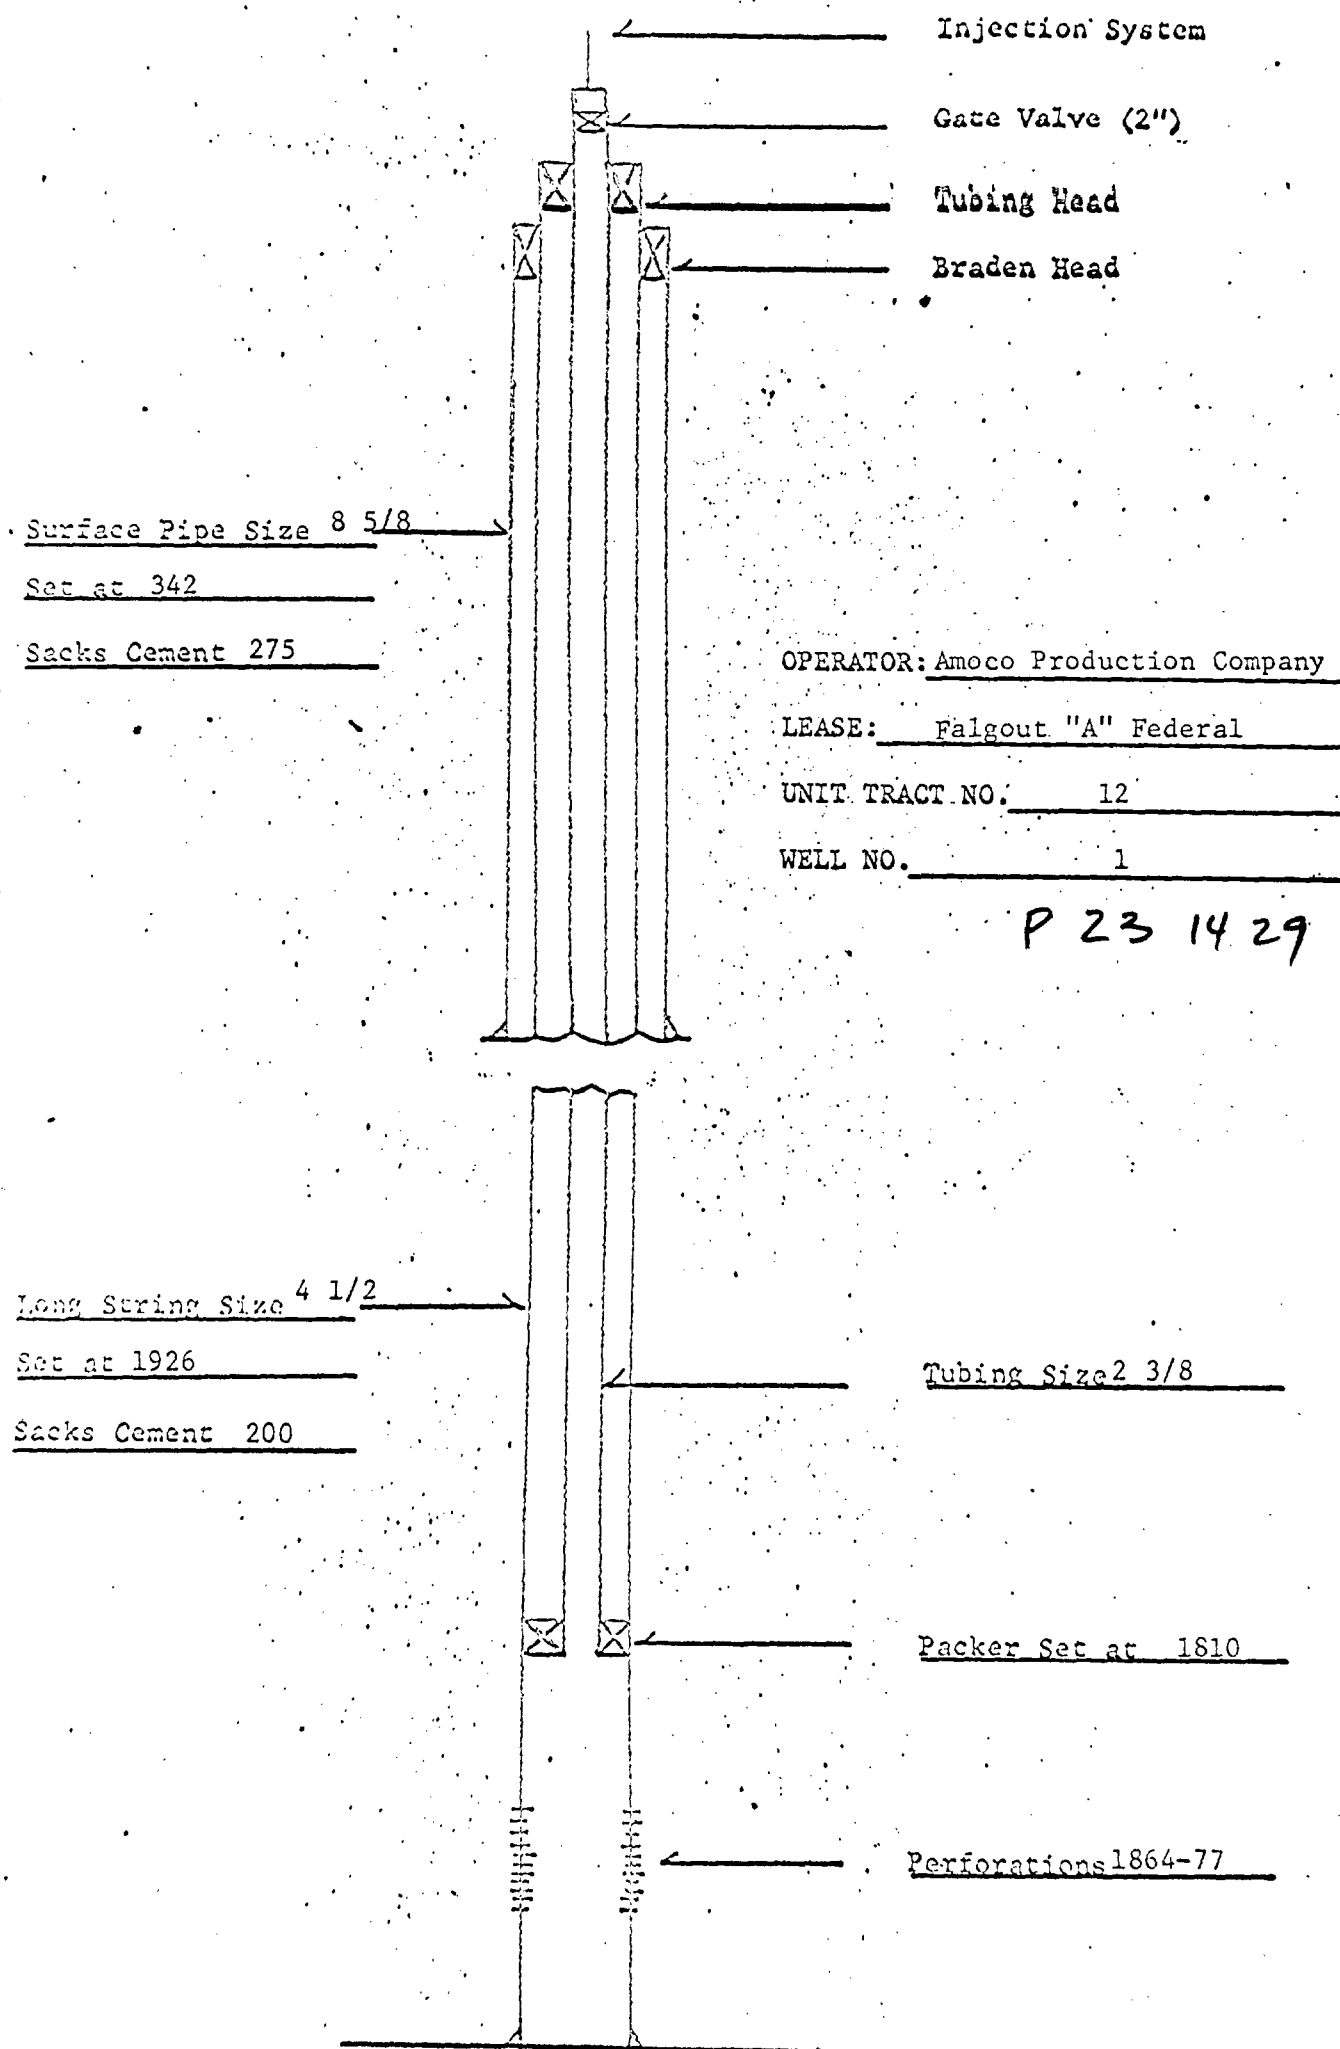 Injection System
Gate Valve (2")
Tubing Head
Braden Head
Surface Pipe Size 8 5/8
Set at 342
Sacks Cement 275
OPERATOR: Amoco Production Company
LEASE: Falgout "A" Federal
UNIT TRACT NO. 12
WELL NO. 1
P 23 14 29
Long String Size 4 1/2
Set at 1926
Sacks Cement 200
Tubing Size 2 3/8
Packer Set at 1810
Perforations 1864-77